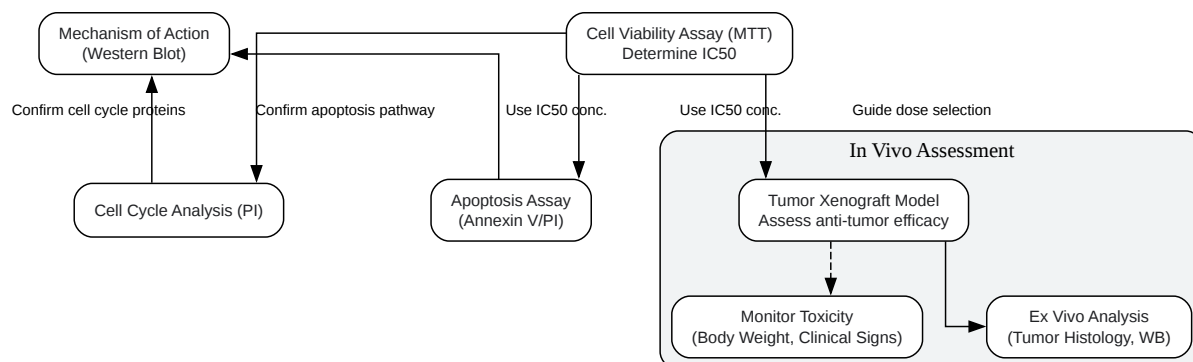 Mechanism of Action
(Western Blot)
Cell Viability Assay (MTT)
Determine IC50
Confirm cell cycle proteins
Confirm apoptosis pathway
Use IC50 conc.
Use IC50 conc.
Guide dose selection
In Vivo Assessment
Cell Cycle Analysis (PI)
Apoptosis Assay
(Annexin V/PI)
Tumor Xenograft Model
Assess anti-tumor efficacy
Monitor Toxicity
(Body Weight, Clinical Signs)
Ex Vivo Analysis
(Tumor Histology, WB)